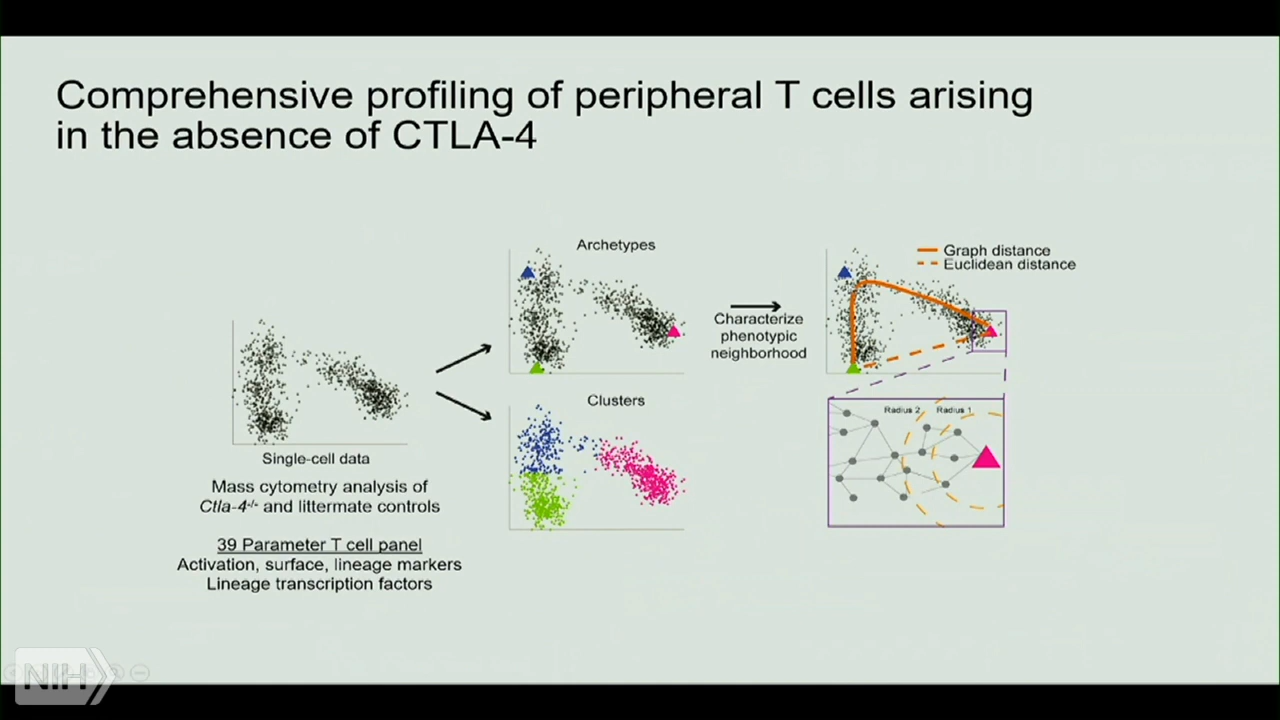 Comprehensive profiling of peripheral T cells arising
in the absence of CTLA-4
Single-cell data
Mass cytometry analysis of
Ctla-4-/- and littermate controls
39 Parameter T cell panel
Activation, surface, lineage markers
Lineage transcription factors
Archetypes
Clusters
Characterize
phenotypic
neighborhood
Graph distance
Euclidean distance
Radius 2
Radius 1
NIH